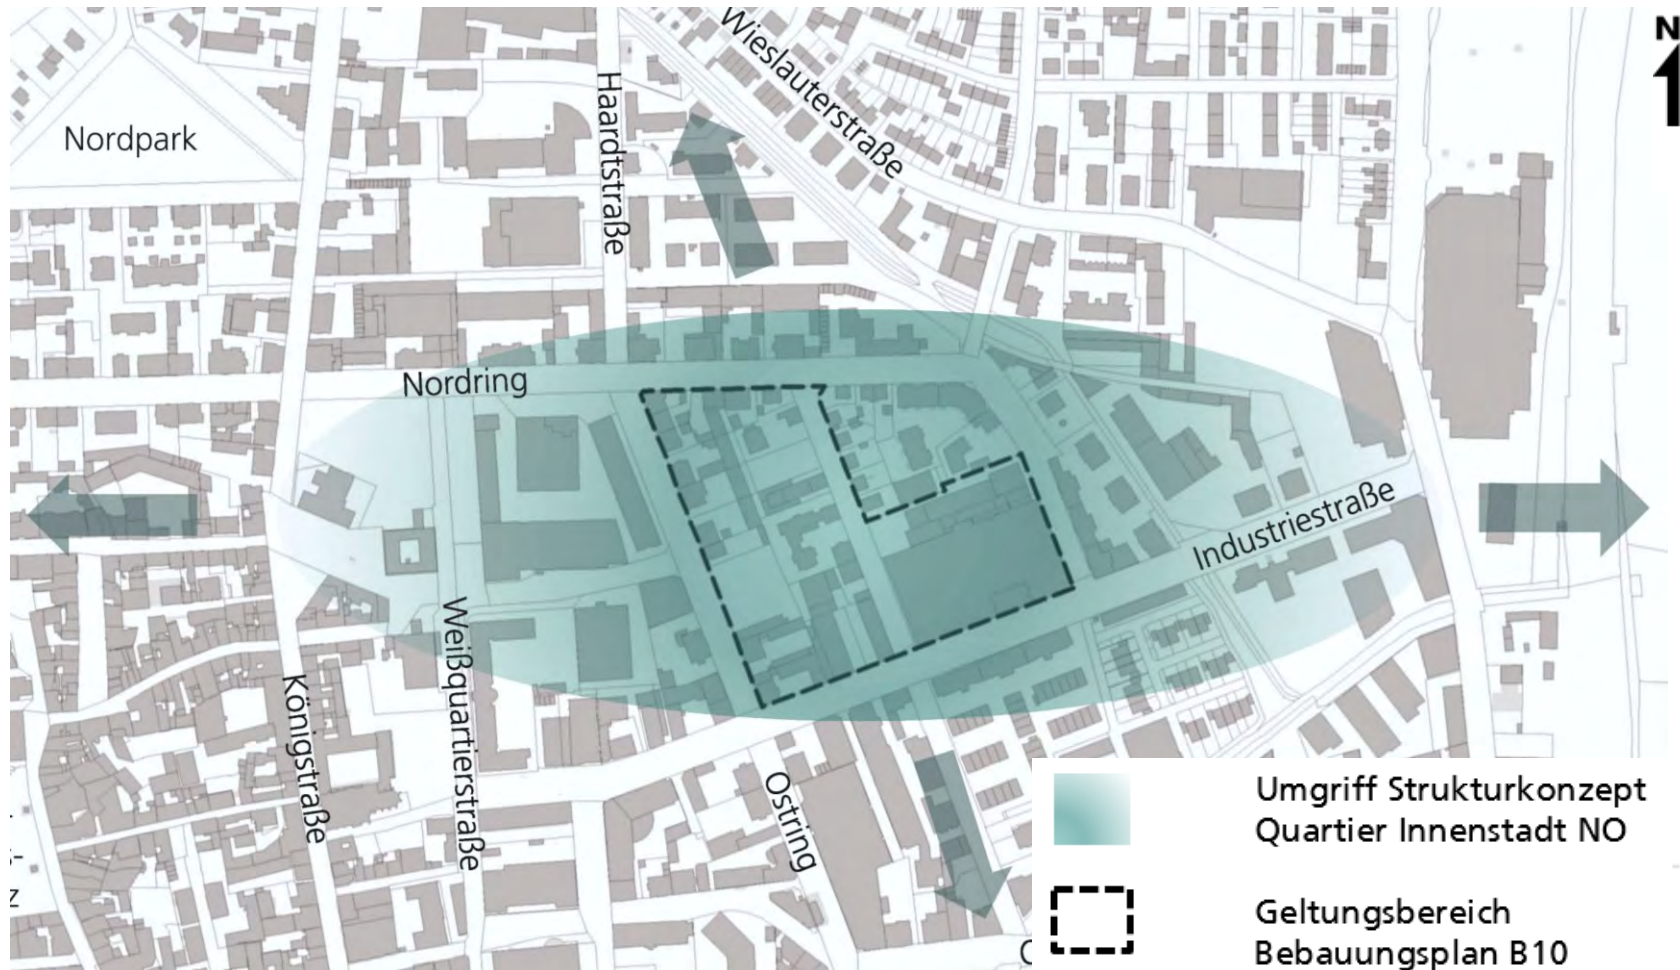 N
Wieslauterstraße
Haardtstraße
Nordpark
Nordring
Industriestraße
Weißquartierstraße
Königstraße
Ostring
Umgriff Strukturkonzept
Quartier Innenstadt NO
Geltungsbereich
Bebauungsplan B10